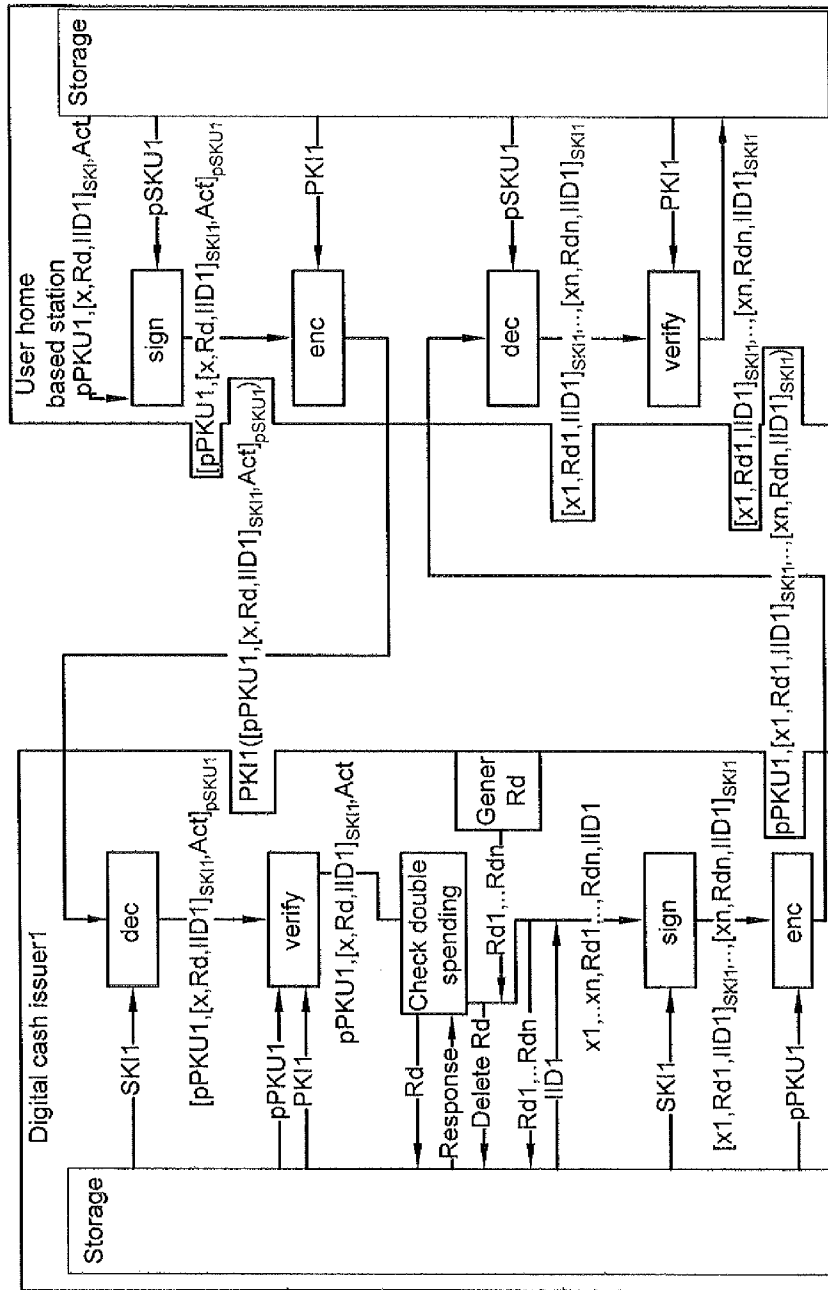 Digital cash issuer1
Storage
SKI1
dec
[pPKU1,[x,Rd,IID1]SKI1,Act]pSKU1
pPKU1
PKI1
verify
pPKU1,[x,Rd,IID1]SKI1,Act
Rd
Response
Check double
spending
Gener
Rd
Rd1,..Rdn
Delete Rd
Rd1,...Rdn
IID1
x1,..xn,Rd1...,Rdn,IID1
SKI1
sign
[x1,Rd1,IID1]SKI1,...,[xn,Rdn,IID1]SKI1
pPKU1
enc
PKI1([pPKU1,[x,Rd,IID1]SKI1,Act]pSKU1)
pPKU1,[x1,Rd1,IID1]SKI1,...,[xn,Rdn,IID1]SKI1)
User home
based station
pPKU1,[x,Rd,IID1]SKI,Act
Storage
pSKU1
sign
[[pPKU1,[x,Rd,IID1]SKI1,Act]pSKU1
PKI1
enc
pSKU1
dec
[x1,Rd1,IID1]SKI1,...,[xn,Rdn,IID1]SKI1
PKI1
verify
[x1,Rd1,IID1]SKI1,...,[xn,Rdn,IID1]SKI1